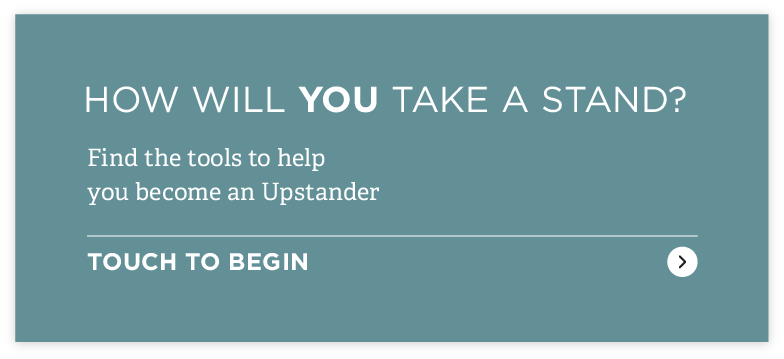 HOW WILL YOU TAKE A STAND?
Find the tools to help
you become an Upstander
TOUCH TO BEGIN